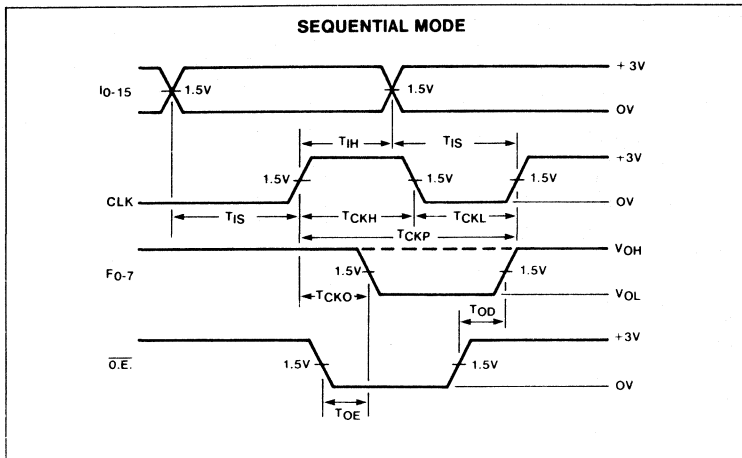 SEQUENTIAL MODE
+3V
I0-15
1.5V
1.5V
0V
TIH
TIS
+3V
1.5V
1.5V
1.5V
CLK
0V
TIS
TCKH
TCKL
TCKP
VOH
F0-7
1.5V
1.5V
TCKO
VOL
TOD
+3V
O.E.
1.5V
1.5V
0V
TOE